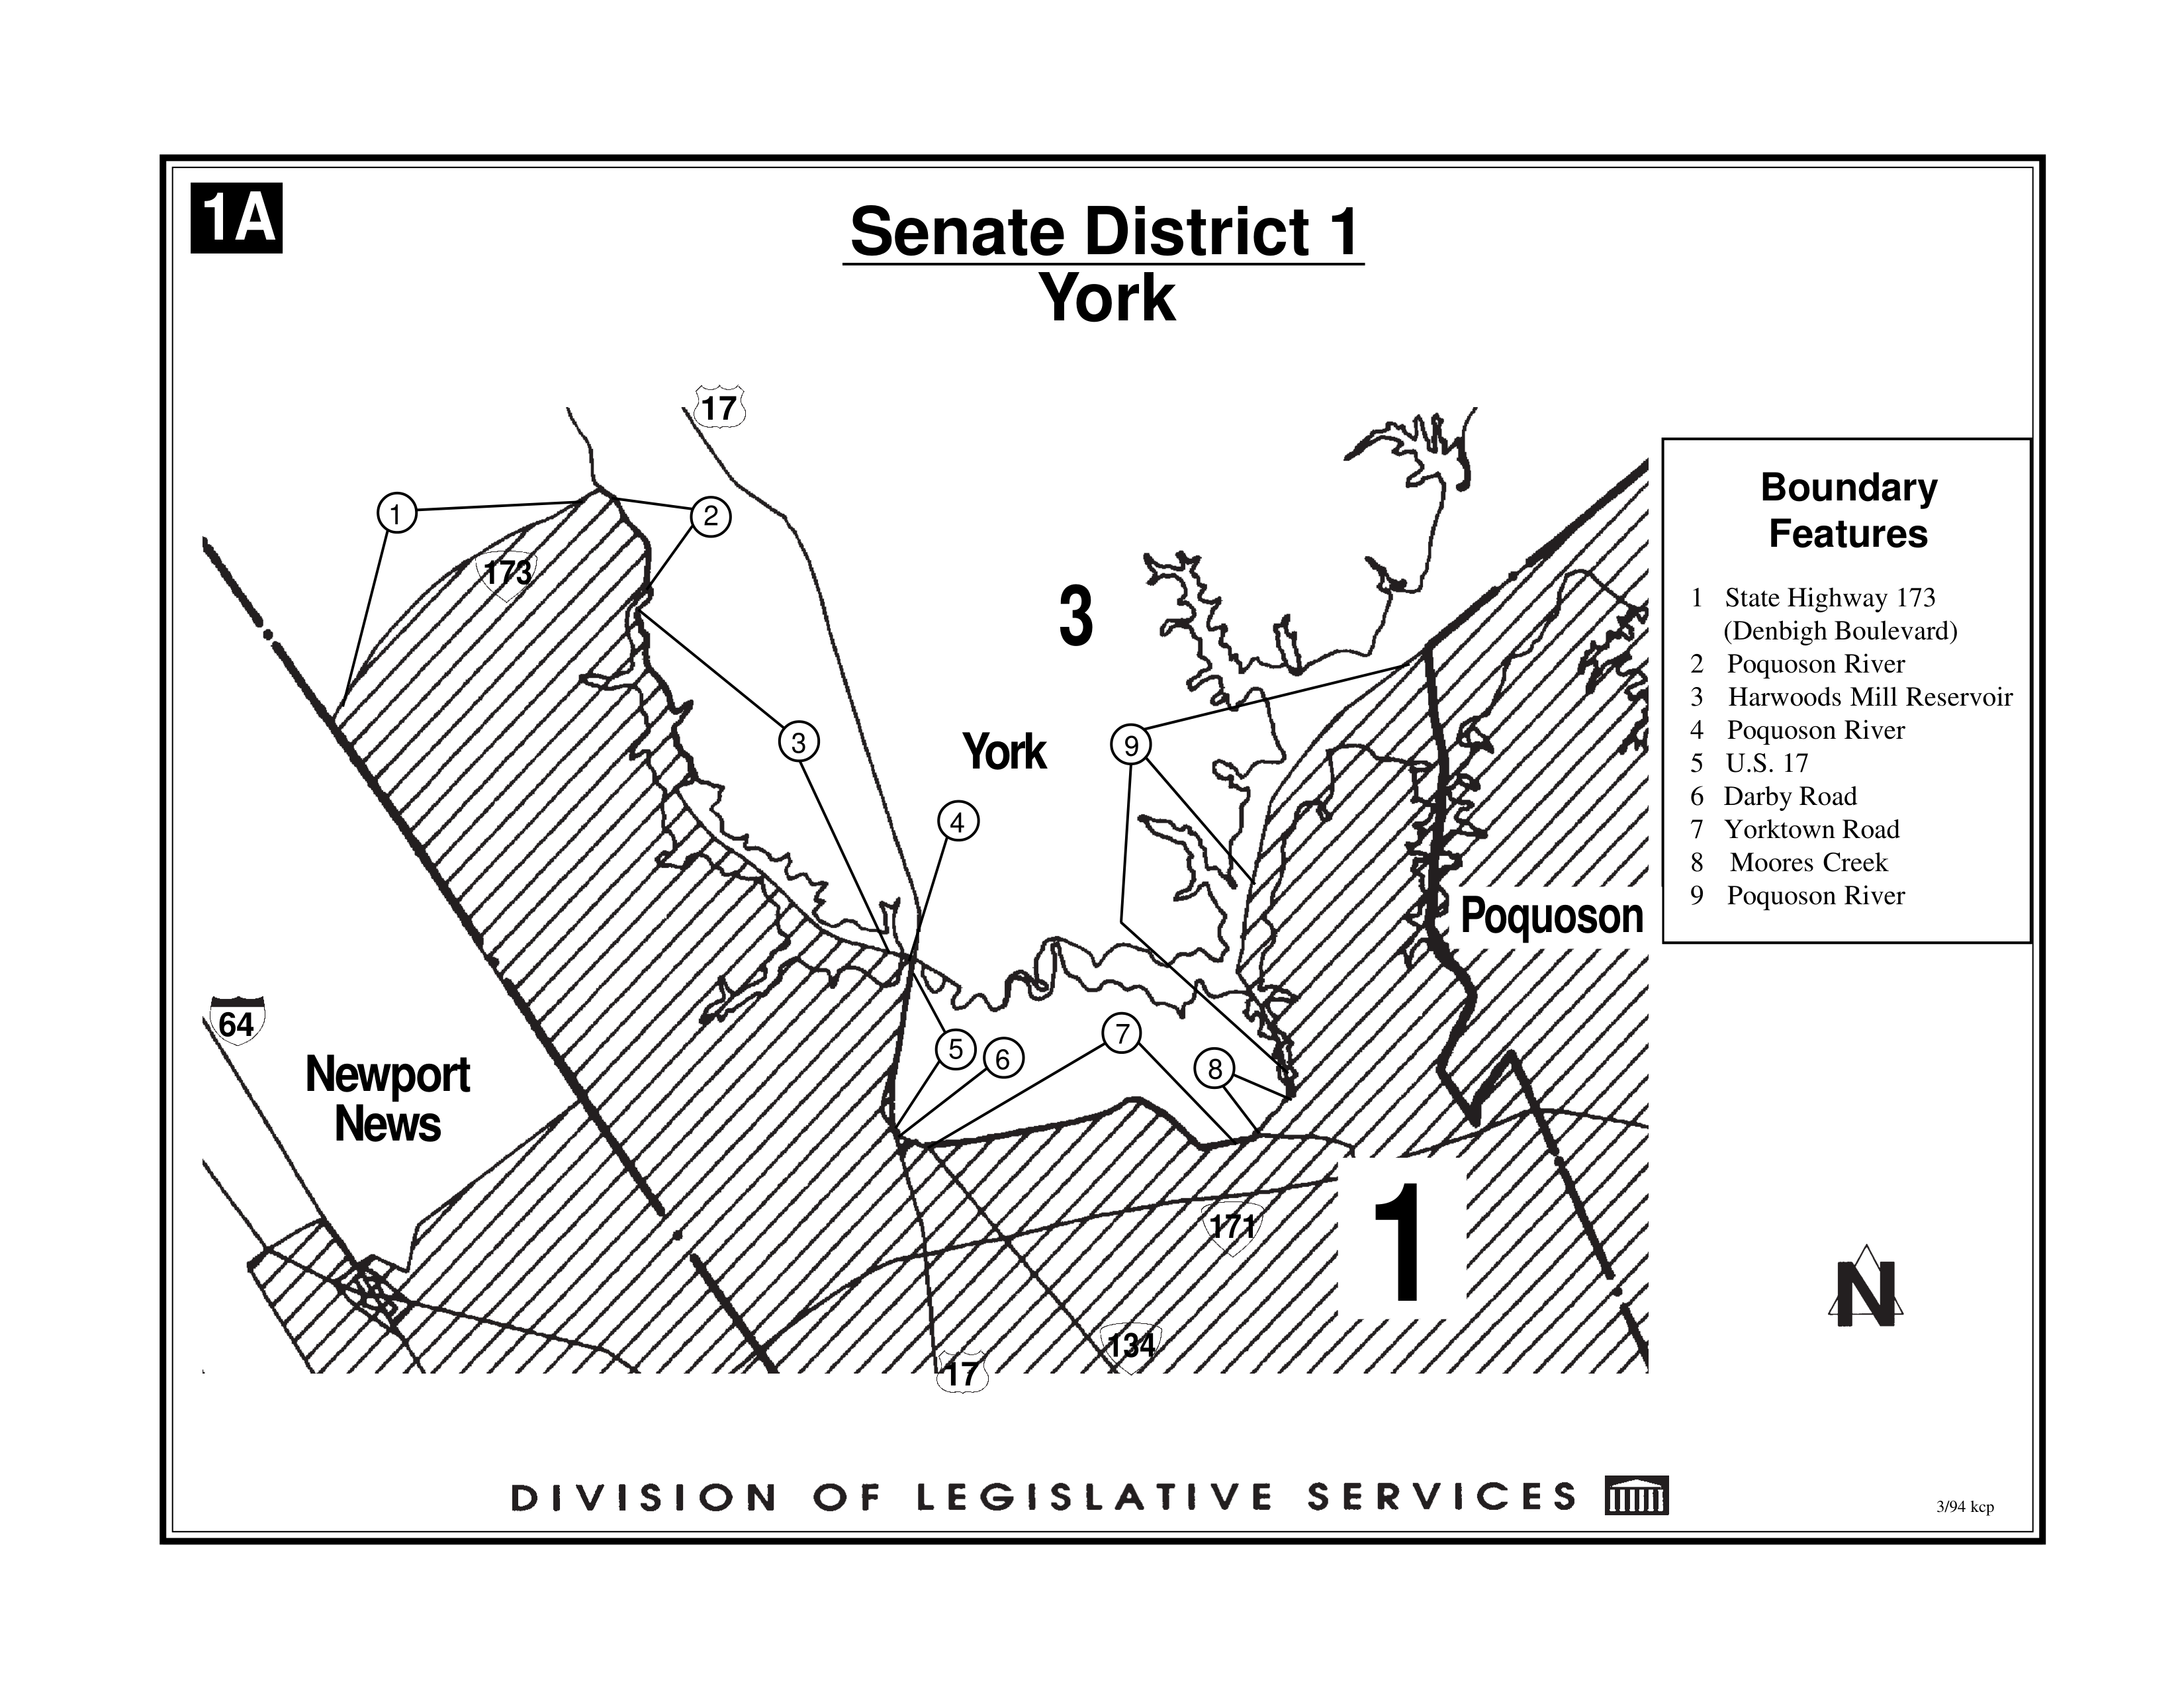 1A
Senate District 1
York
17
1
2
173
3
Boundary
Features
1 State Highway 173
(Denbigh Boulevard)
2 Poquoson River
3 Harwoods Mill Reservoir
4 Poquoson River
5 U.S. 17
6 Darby Road
7 Yorktown Road
8 Moores Creek
9 Poquoson River
3
York
9
4
Poquoson
64
Newport
News
5
6
7
8
1
171
134
17
N
DIVISION OF LEGISLATIVE SERVICES
3/94 kcp